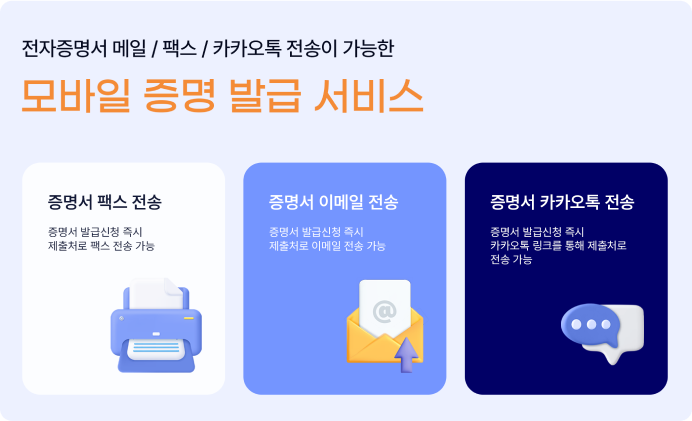 전자증명서 메일 / 팩스 / 카카오톡 전송이 가능한
모바일 증명 발급 서비스
증명서 팩스 전송
증명서 발급신청 즉시
제출처로 팩스 전송 가능
증명서 이메일 전송
증명서 발급신청 즉시
제출처로 이메일 전송 가능
@
증명서 카카오톡 전송
증명서 발급신청 즉시
카카오톡 링크를 통해 제출처로
전송 가능